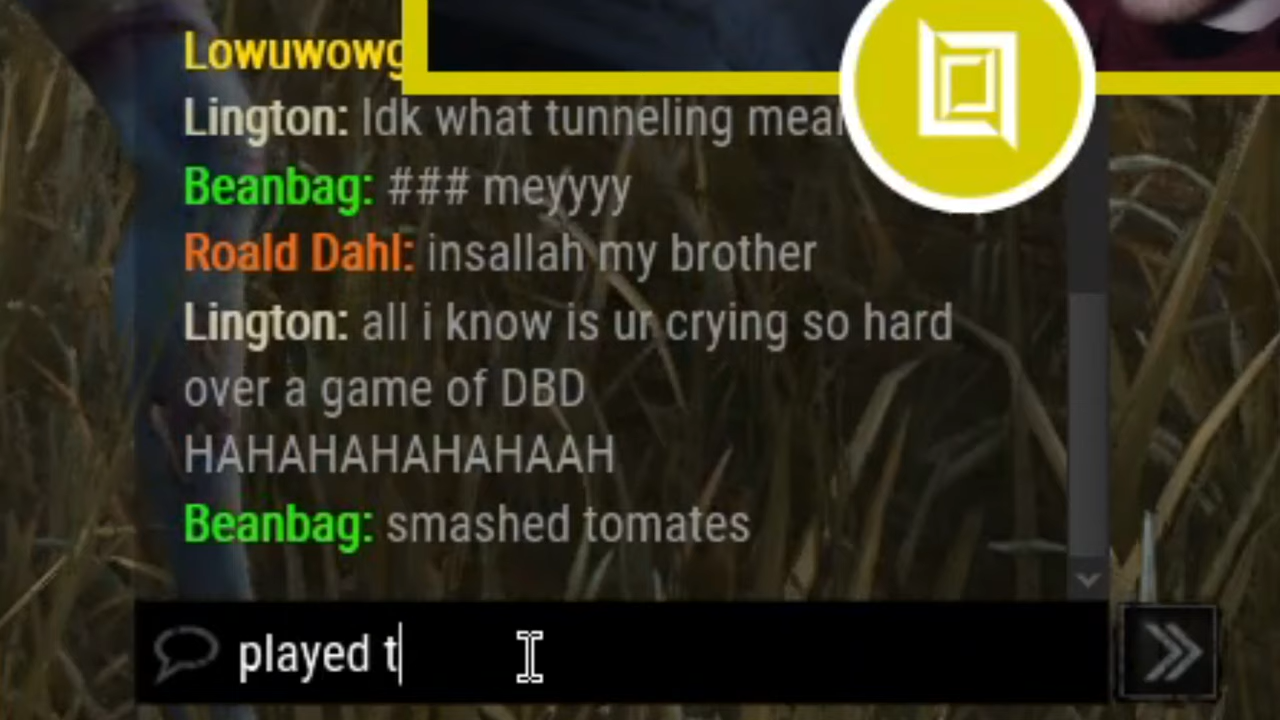 Lowuwowg
Lington: Idk what tunneling mean
Beanbag: ### meyyyy
Roald Dahl: insallah my brother
Lington: all i know is ur crying so hard
over a game of DBD
HAHAHAHAHAHAAH
Beanbag: smashed tomates
played t